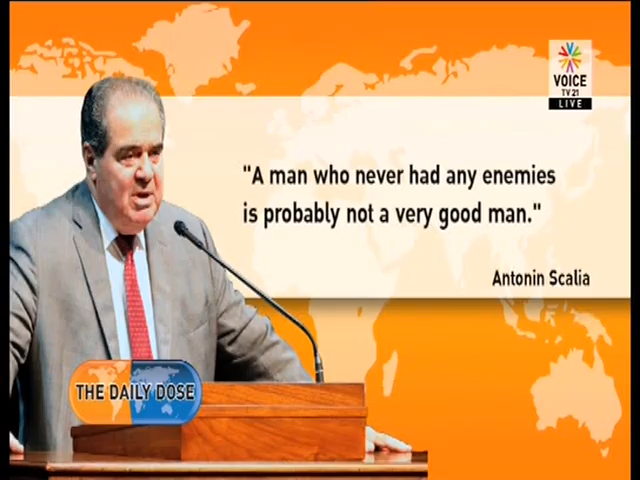 VOICE
TV 21
LIVE
"A man who never had any enemies
is probably not a very good man."
Antonin Scalia
THE DAILY DOSE